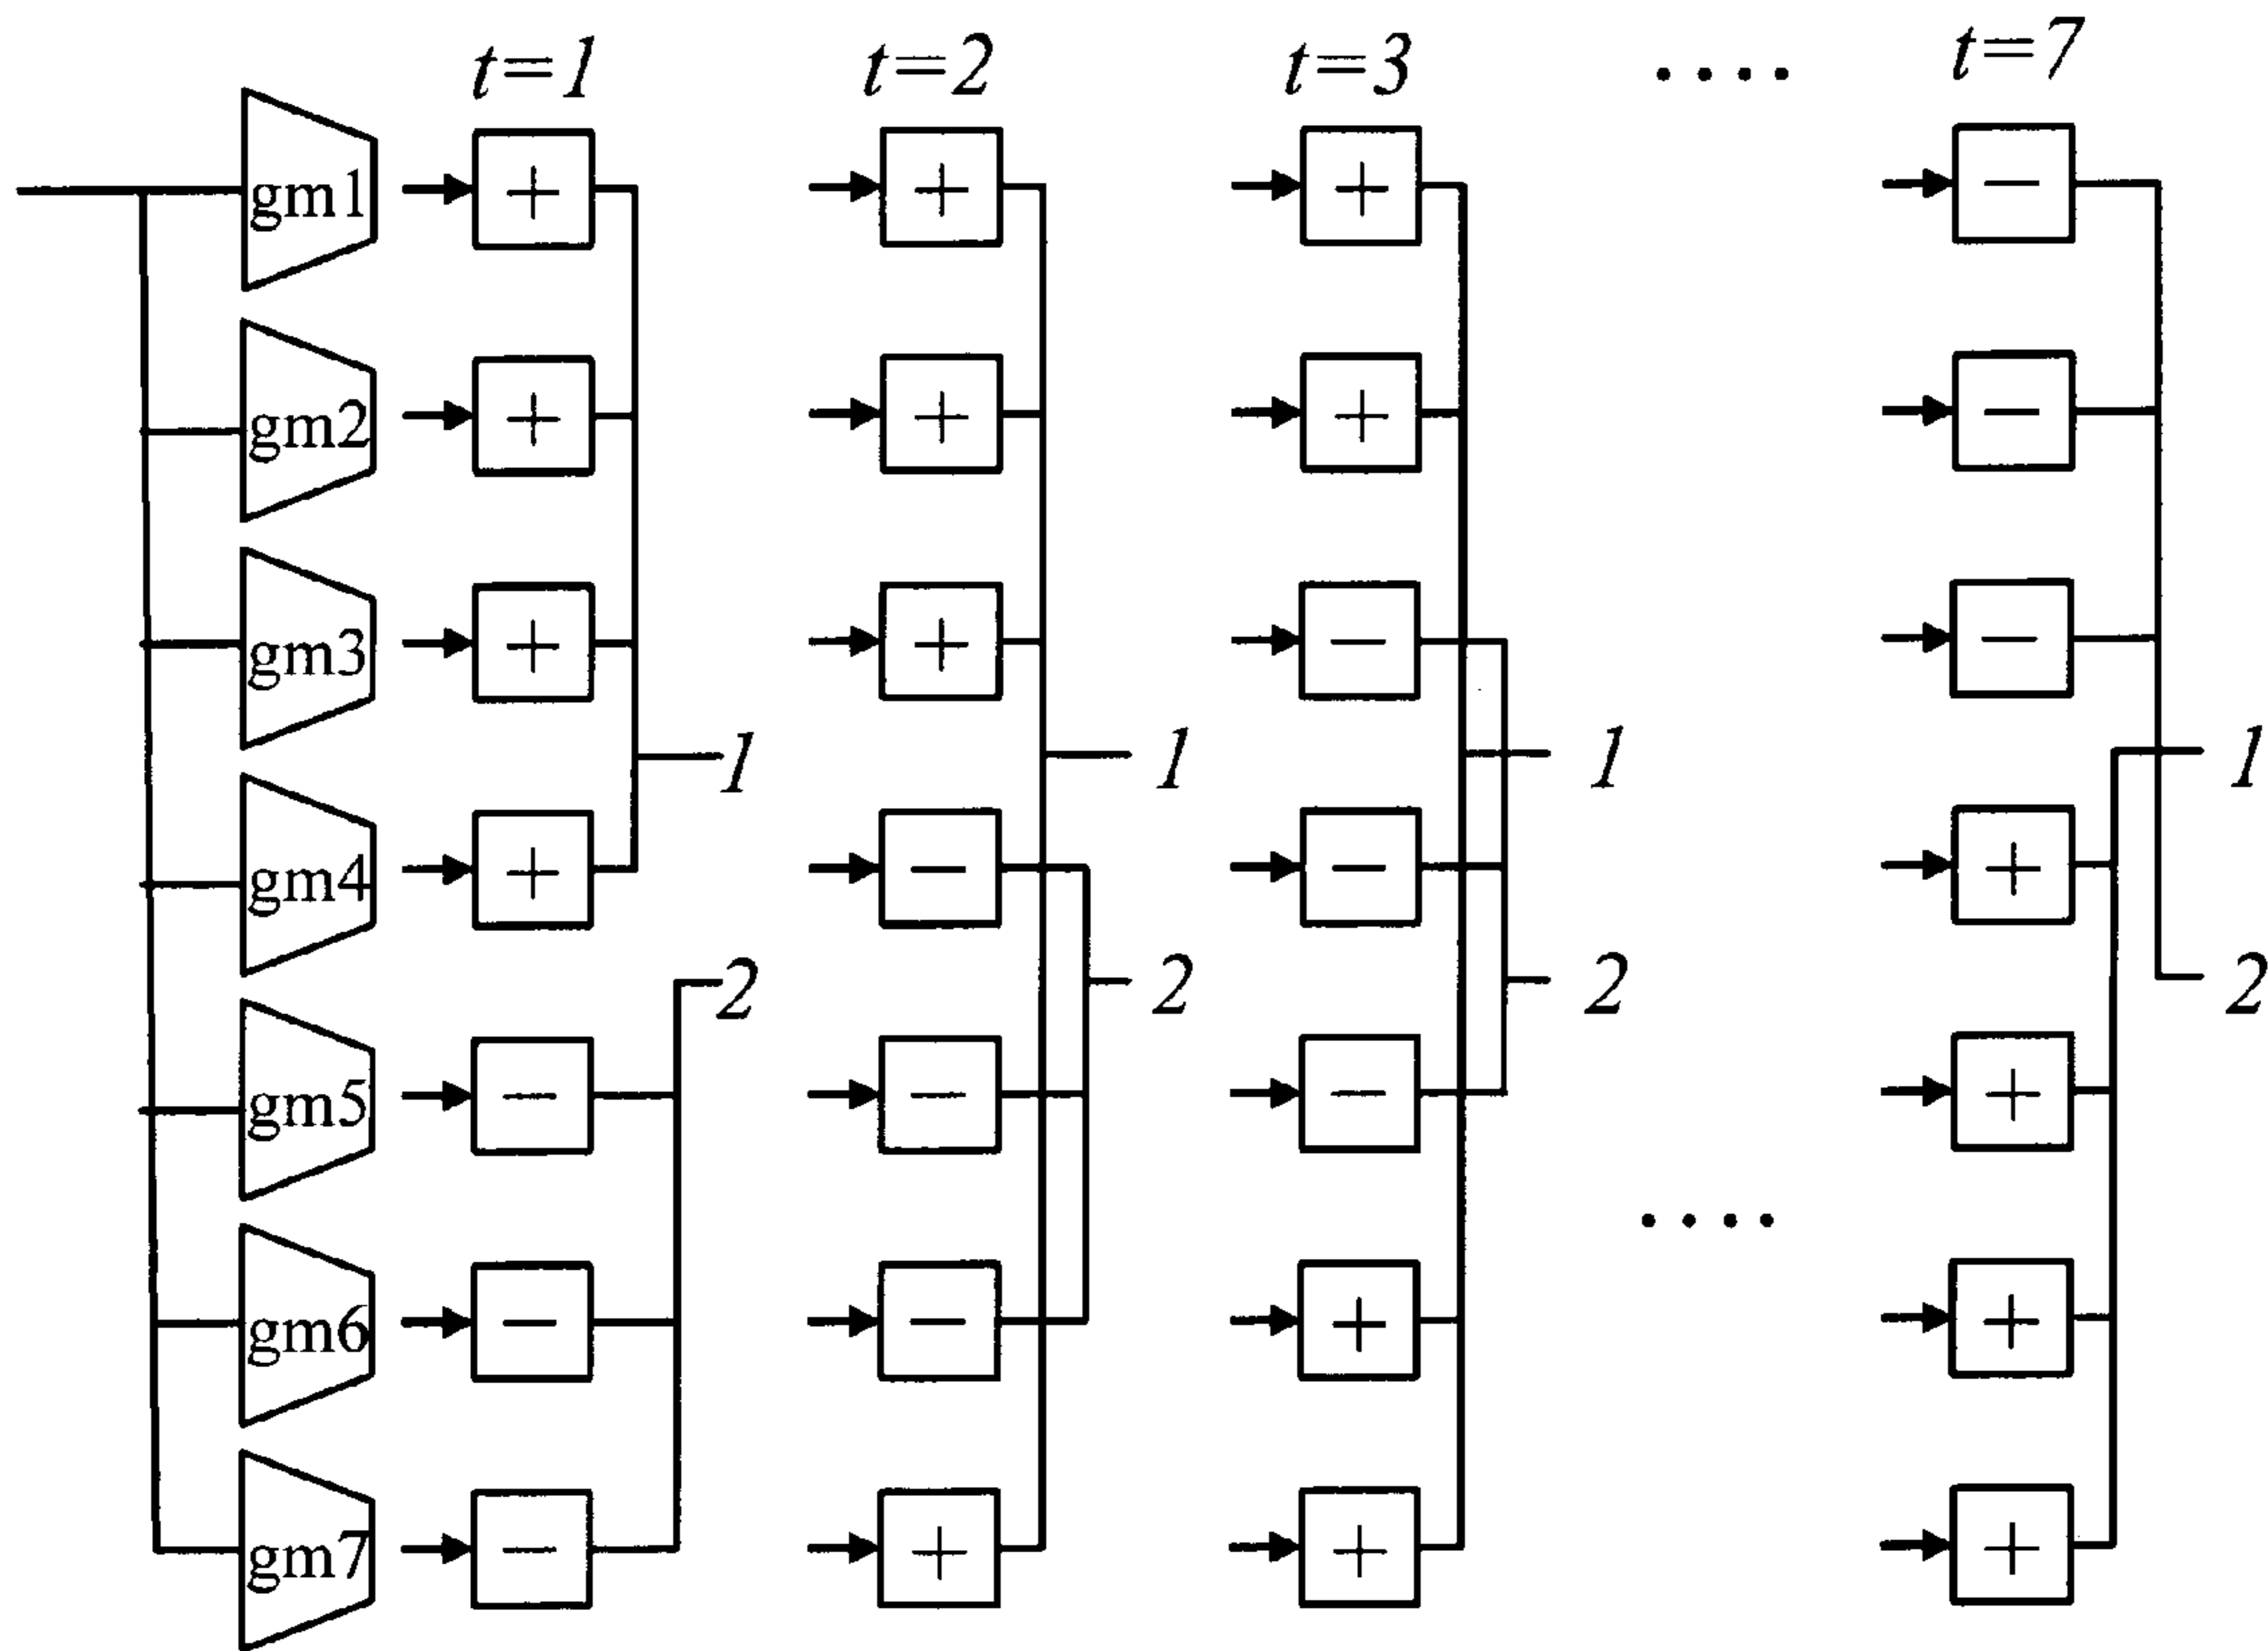 t=1 t=2 t=3 .... t=7
gm1 + + + −
gm2 + + + −
gm3 + + − −
1 1 1 1
gm4 + − − +
2 2 2 2
gm5 − − − +
....
gm6 − − + +
gm7 − + + +